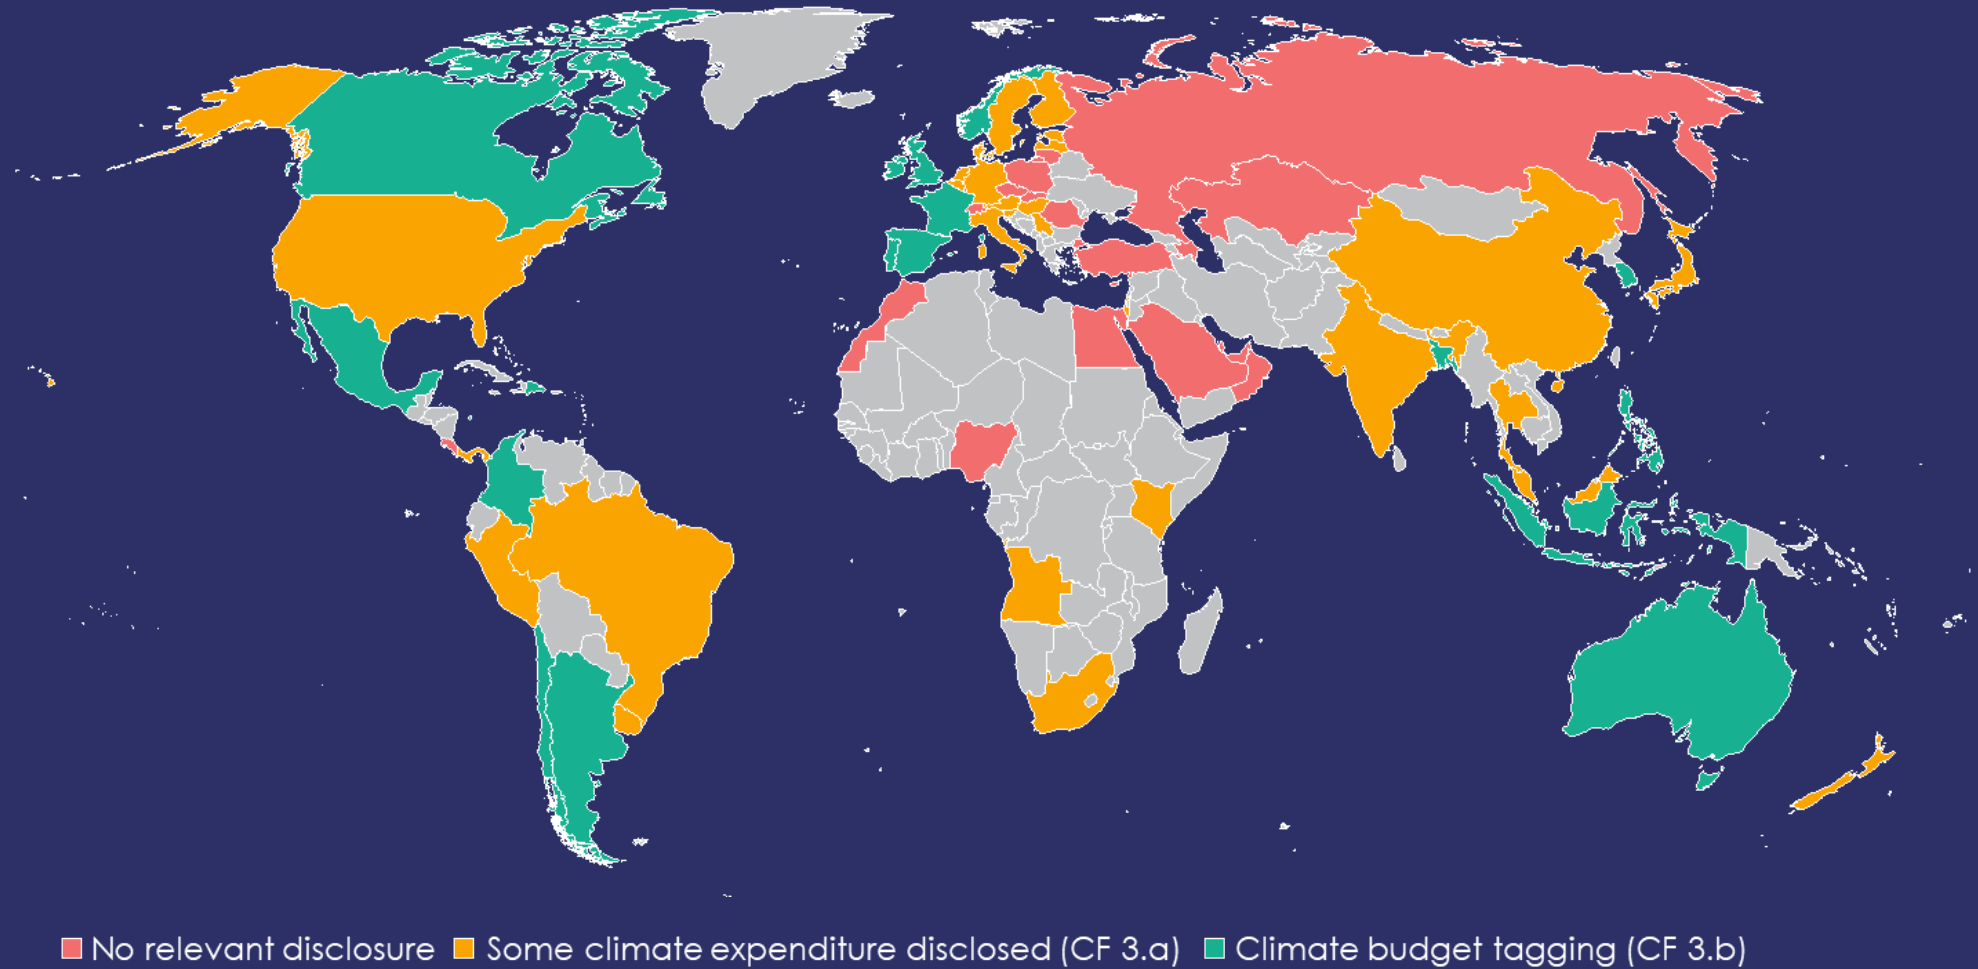 No relevant disclosure Some climate expenditure disclosed (CF 3.a) Climate budget tagging (CF 3.b)